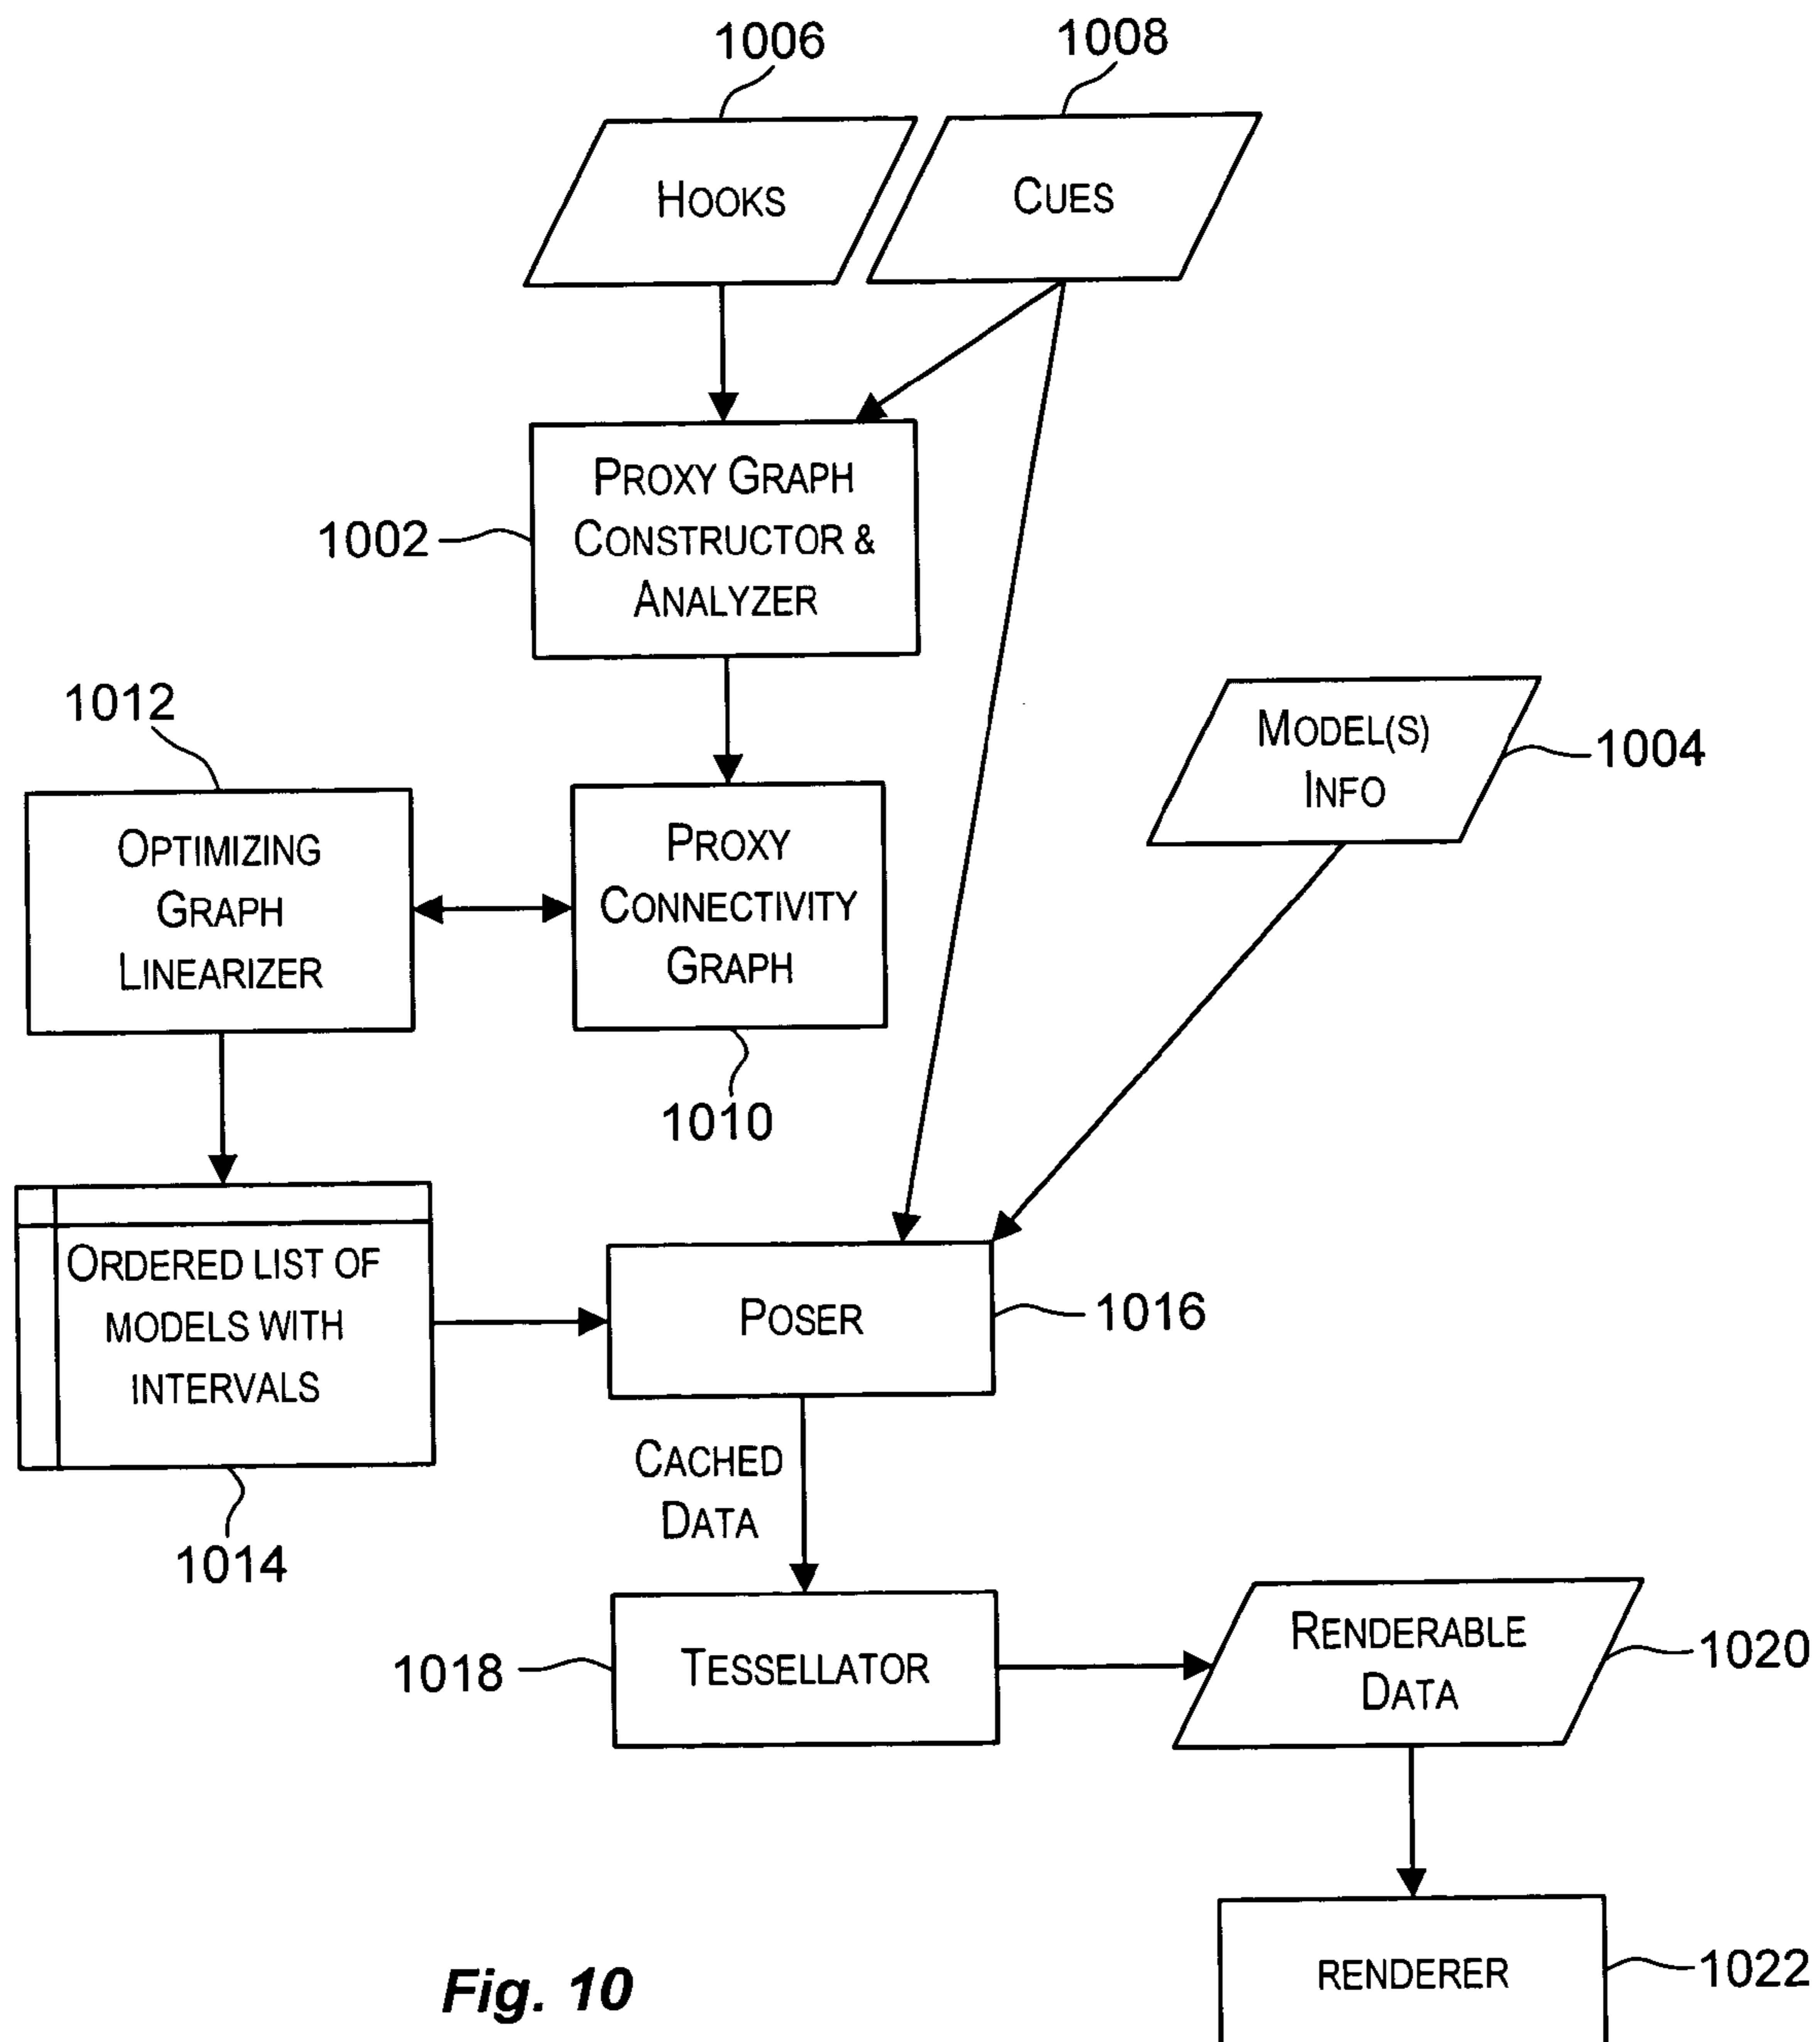 1006
1008
HOOKS
CUES
PROXY GRAPH
CONSTRUCTOR &
ANALYZER
1002
1012
MODEL(S)
INFO
1004
OPTIMIZING
GRAPH
LINEARIZER
PROXY
CONNECTIVITY
GRAPH
1010
ORDERED LIST OF
MODELS WITH
INTERVALS
POSER
1016
CACHED
DATA
1014
1018
TESSELLATOR
RENDERABLE
DATA
1020
RENDERER
1022
Fig. 10